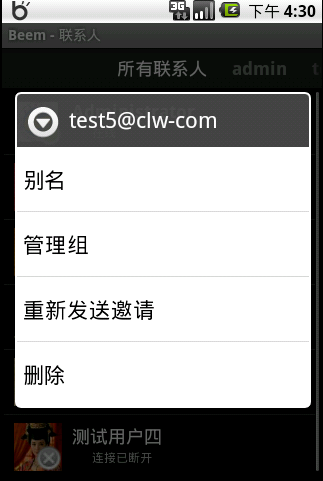 3G 下午 4:30
Beem - 联系人
所有联系人 admin t
Administrator
test5@clw-com
别名
管理组
重新发送邀请
删除
测试用户四
连接已断开